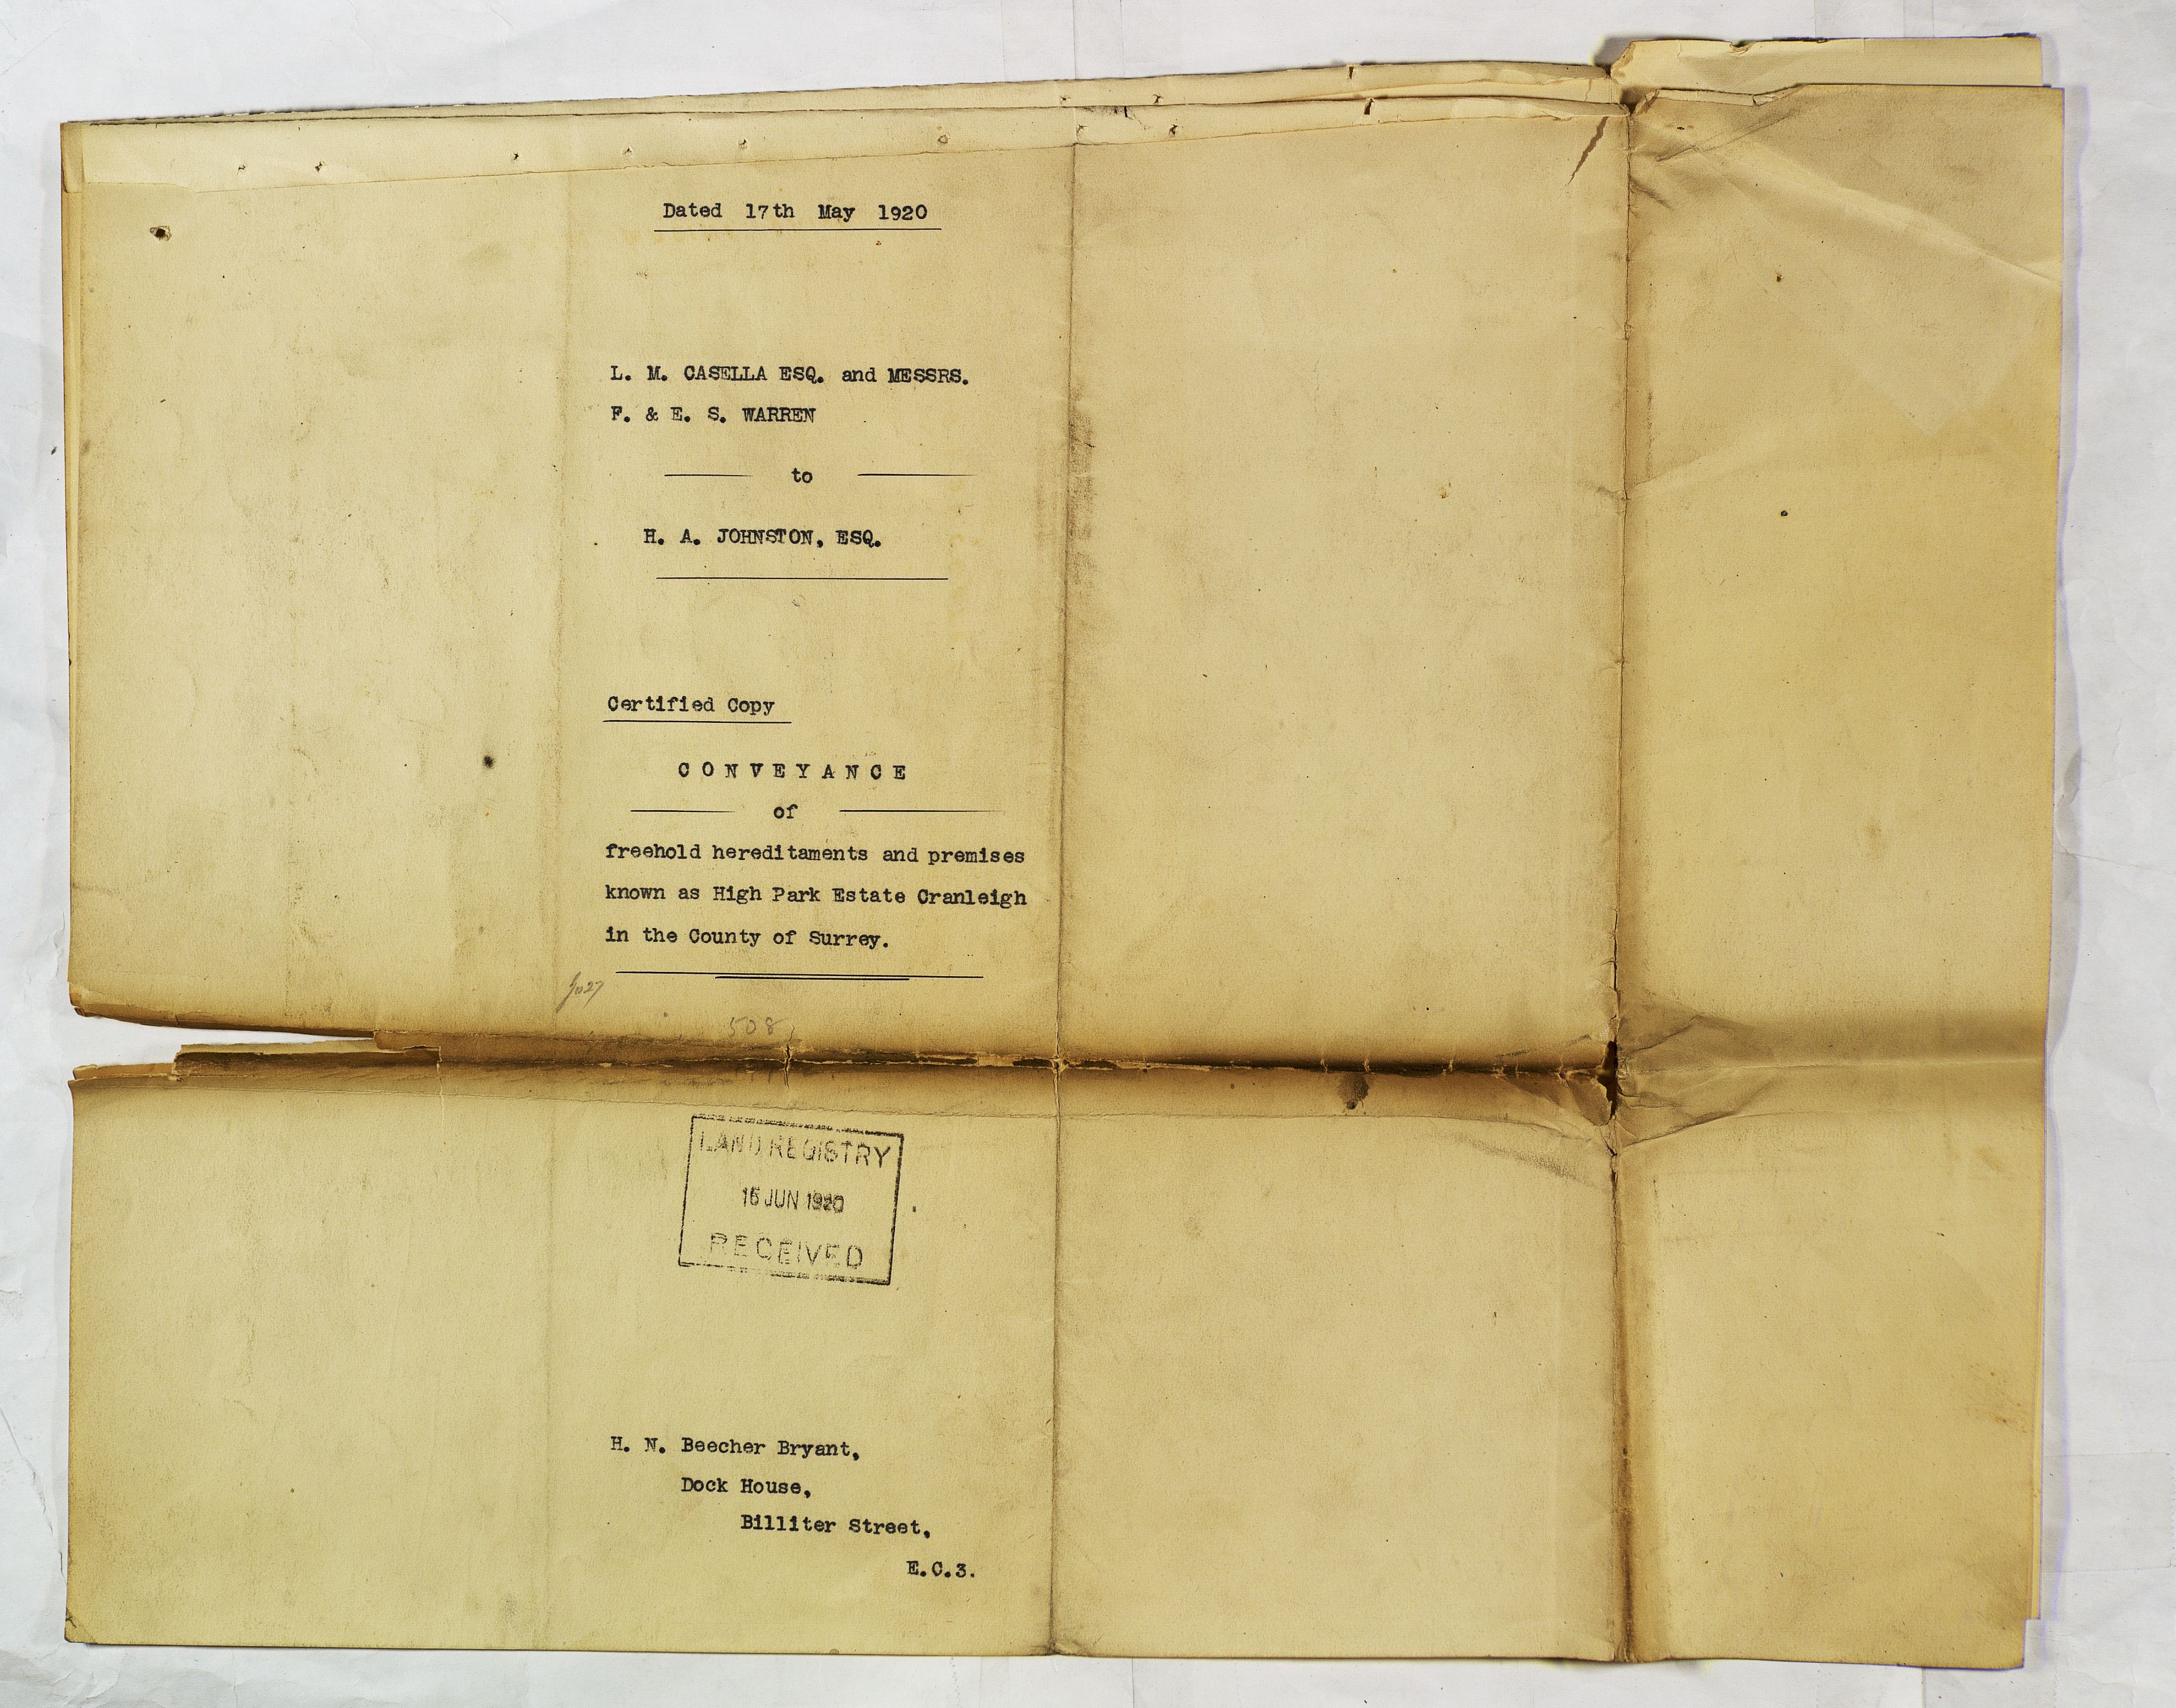 Dated 17th May 1920
L. M. CASELLA ESQ. and MESSRS.
F. & E. S. WARREN
to
H. A. JOHNSTON, ESQ.
Certified Copy
CONVEYANCE
of
freehold hereditaments and premises
known as High Park Estate Cranleigh
in the County of Surrey.
508
LAND REGISTRY
15 JUN 1920
RECEIVED
H. N. Beecher Bryant,
Dock House,
Billiter Street,
E.C.3.